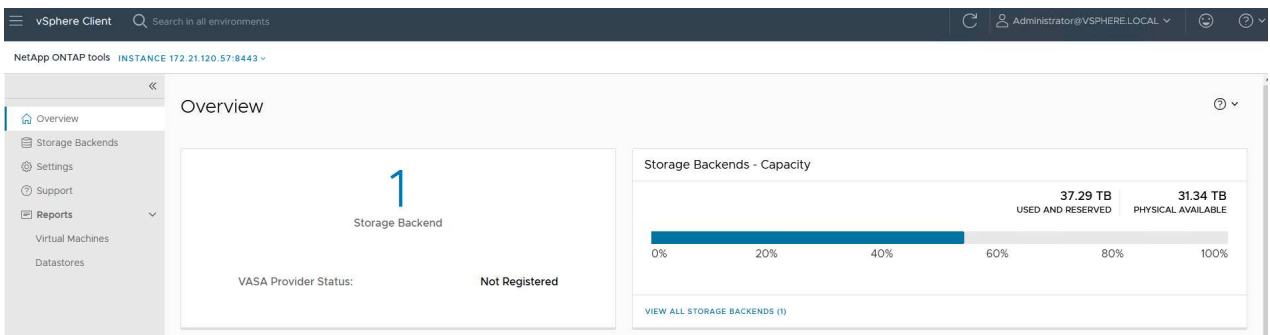 vSphere Client Search in all environments Administrator@VSPHERE.LOCAL
NetApp ONTAP tools INSTANCE 172.21.120.57:8443
Overview
Storage Backends
Settings
Support
Reports
Virtual Machines
Datastores
Overview
1
Storage Backend
VASA Provider Status: Not Registered
Storage Backends - Capacity
37.29 TB 31.34 TB
USED AND RESERVED PHYSICAL AVAILABLE
0% 20% 40% 60% 80% 100%
VIEW ALL STORAGE BACKENDS (1)